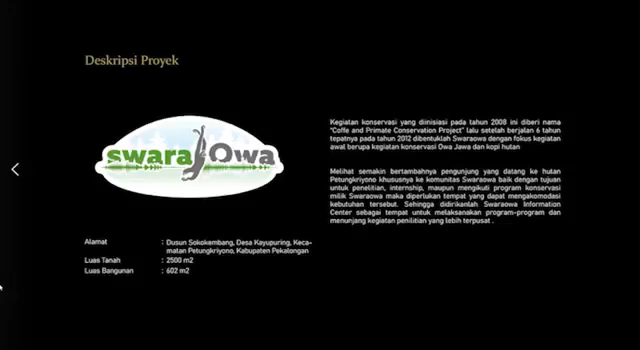 Deskripsi Proyek
swara Owa
Kegiatan konservasi yang diinisiasi pada tahun 2008 ini diberi nama
“Coffe and Primate Conservation Project” lalu setelah berjalan 6 tahun
tepatnya pada tahun 2012 dibentuklah Swaraowa dengan fokus kegiatan
awal berupa kegiatan konservasi Owa Jawa dan kopi hutan
Melihat semakin bertambahnya pengunjung yang datang ke hutan
Petungkriyono khususnya ke komunitas Swaraowa baik dengan tujuan
untuk penelitian, internship, maupun mengikuti program konservasi
milik Swaraowa maka diperlukan tempat yang dapat mengakomodasi
kebutuhan tersebut. Sehingga didirikanlah Swaraowa Information
Center sebagai tempat untuk melaksanakan program-program dan
menunjang kegiatan penilitian yang lebih terpusat .
Alamat : Dusun Sokokembang, Desa Kayupuring, Keca-
matan Petungkriyono, Kabupaten Pekalongan
Luas Tanah : 2500 m2
Luas Bangunan : 602 m2